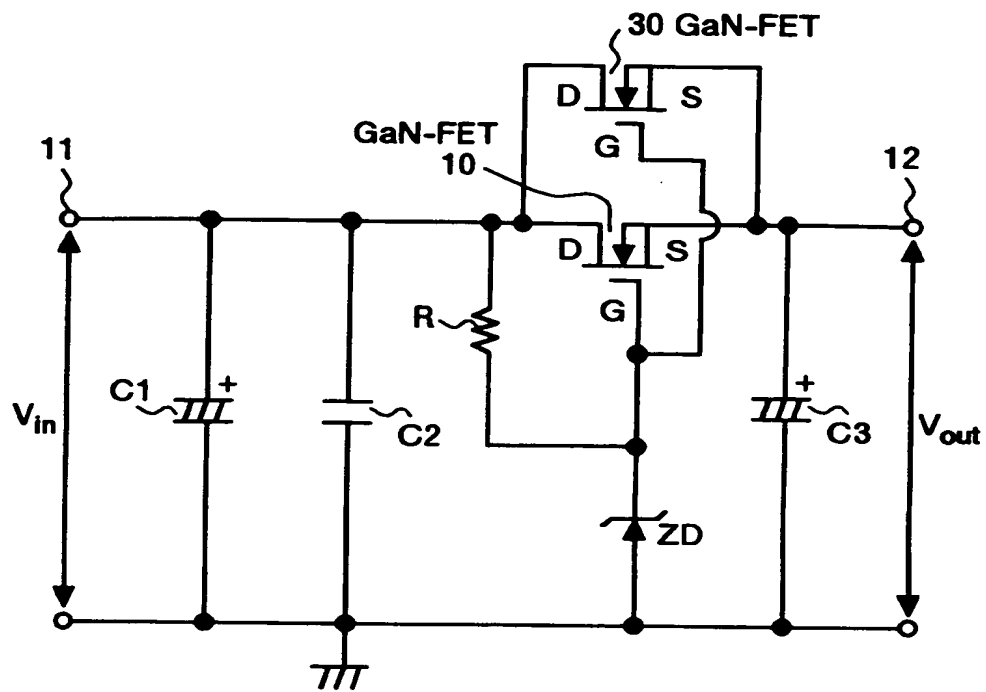 30 GaN-FET
D
S
G
GaN-FET
10
11
12
D
S
G
R
C1
+
C2
+
C3
Vin
Vout
ZD